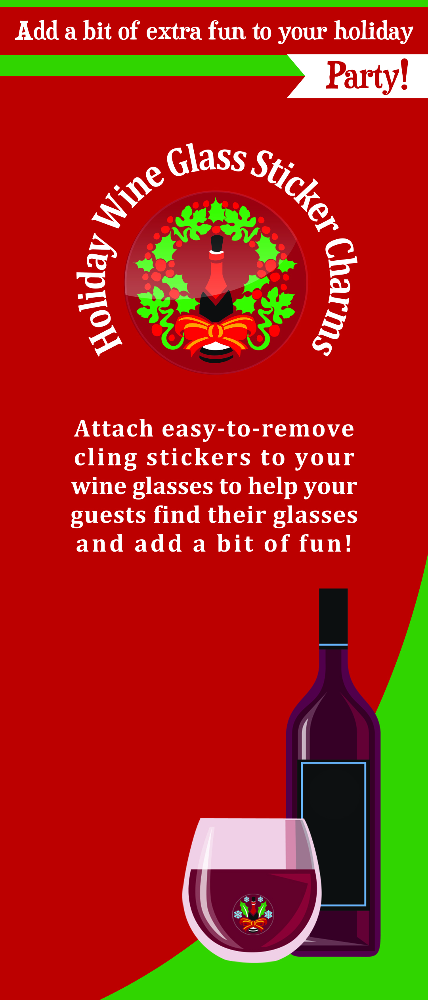 Add a bit of extra fun to your holiday
Party!
Holiday Wine Glass Sticker Charms
Attach easy-to-remove
cling stickers to your
wine glasses to help your
guests find their glasses
and add a bit of fun!